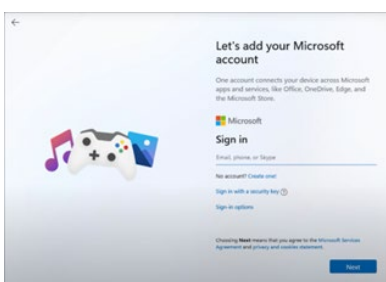 Let's add your Microsoft
account
One account connects your device across Microsoft
apps and services, like Office, OneDrive, Edge, and
the Microsoft Store.
Microsoft
Sign in
Email, phone, or Skype
No account? Create one!
Sign in with a security key
Sign-in options
Choosing Next means that you agree to the Microsoft Services
Agreement and privacy and cookies statement.
Next